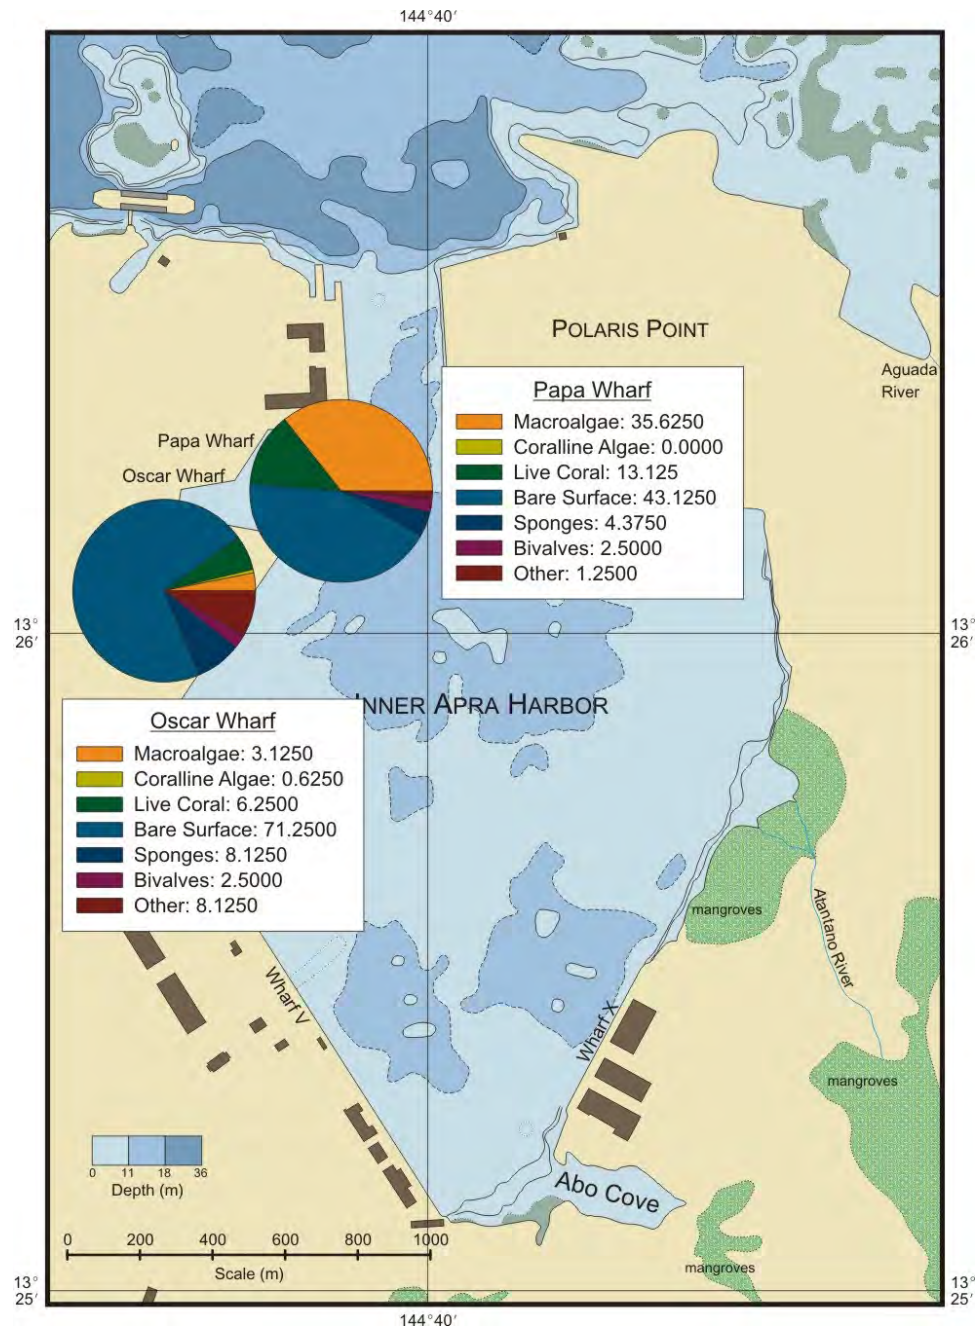 144°40′
POLARIS POINT
Aguada
River
Papa Wharf
Macroalgae: 35.6250
Coralline Algae: 0.0000
Live Coral: 13.125
Bare Surface: 43.1250
Sponges: 4.3750
Bivalves: 2.5000
Other: 1.2500
Papa Wharf
Oscar Wharf
13°
26′
13°
26′
INNER APRA HARBOR
Oscar Wharf
Macroalgae: 3.1250
Coralline Algae: 0.6250
Live Coral: 6.2500
Bare Surface: 71.2500
Sponges: 8.1250
Bivalves: 2.5000
Other: 8.1250
mangroves
Atantano River
Wharf V
Wharf X
mangroves
0 11 18 36
Depth (m)
Abo Cove
0 200 400 600 800 1000
Scale (m)
mangroves
13°
25′
13°
25′
144°40′